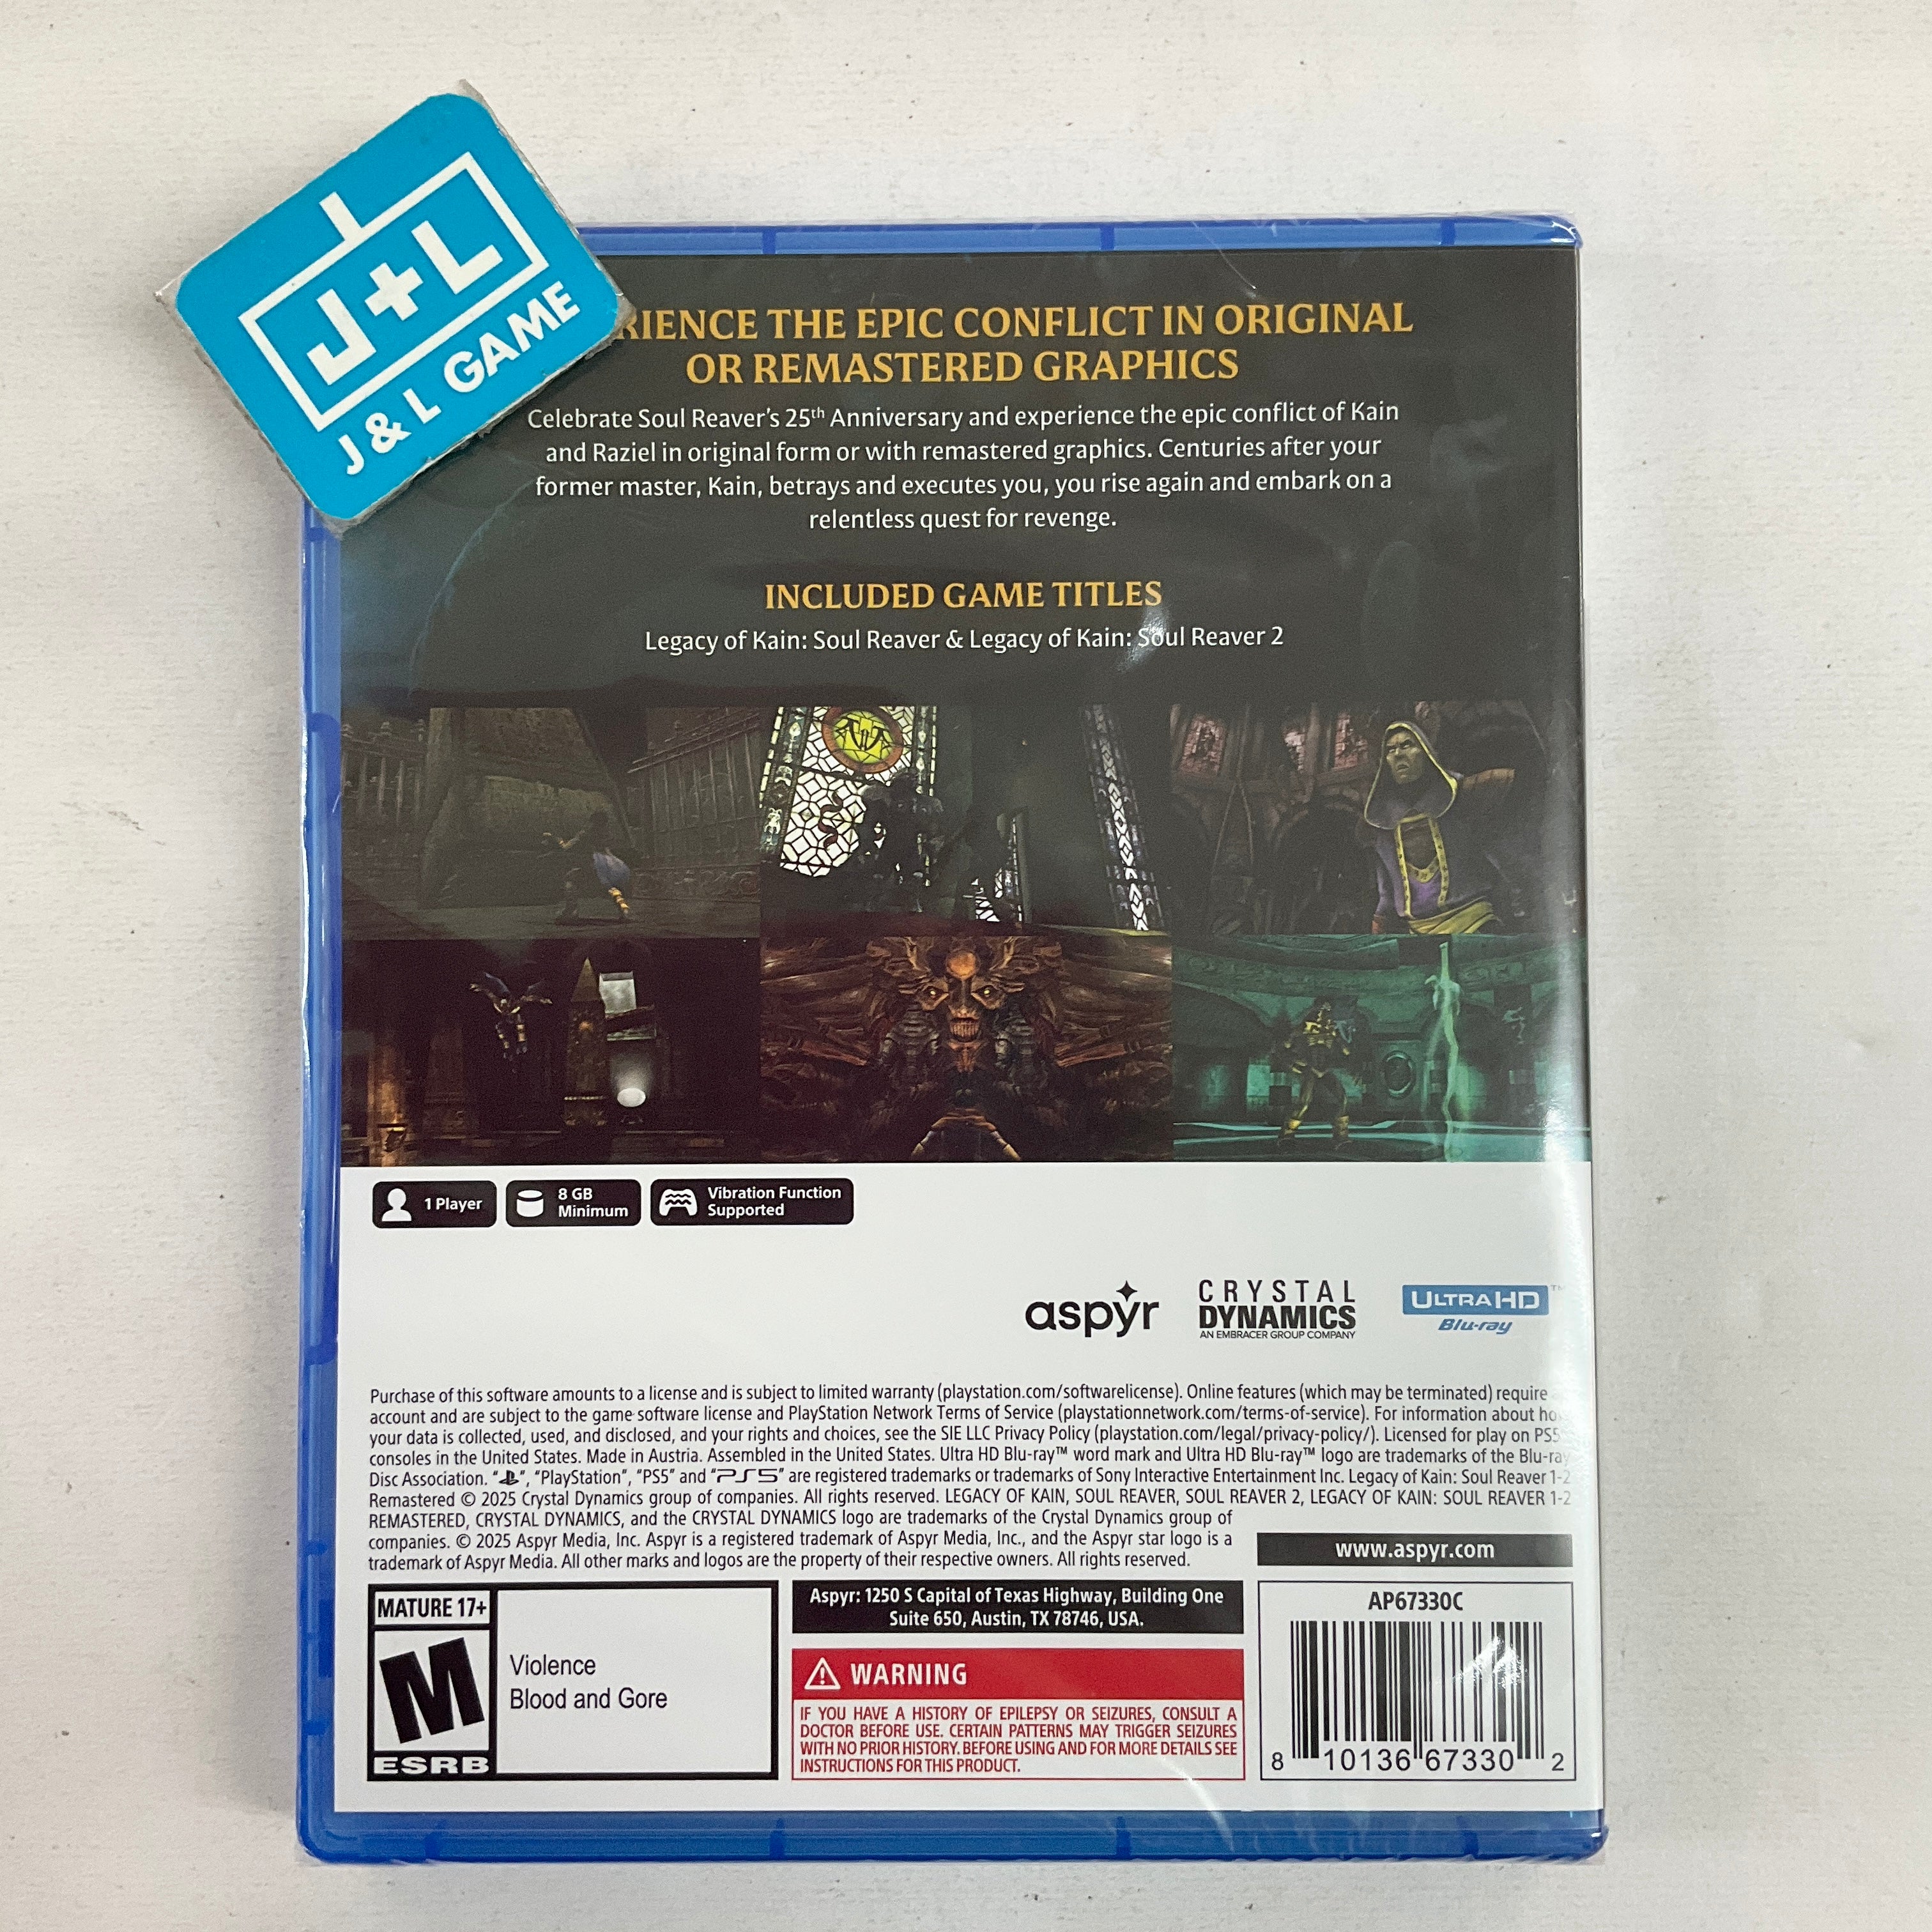 J+L
J & L GAME
RIENCE THE EPIC CONFLICT IN ORIGINAL
OR REMASTERED GRAPHICS
Celebrate Soul Reaver's 25th Anniversary and experience the epic conflict of Kain
and Raziel in original form or with remastered graphics. Centuries after your
former master, Kain, betrays and executes you, you rise again and embark on a
relentless quest for revenge.
INCLUDED GAME TITLES
Legacy of Kain: Soul Reaver & Legacy of Kain: Soul Reaver 2
1 Player
8 GB
Minimum
Vibration Function
Supported
aspyr
CRYSTAL
DYNAMICS
AN EMBRACER GROUP COMPANY
ULTRA HD
Blu-ray
TM
Purchase of this software amounts to a license and is subject to limited warranty (playstation.com/softwarelicense). Online features (which may be terminated) require
account and are subject to the game software license and PlayStation Network Terms of Service (playstationnetwork.com/terms-of-service). For information about ho
your data is collected, used, and disclosed, and your rights and choices, see the SIE LLC Privacy Policy (playstation.com/legal/privacy-policy/). Licensed for play on PS5
consoles in the United States. Made in Austria. Assembled in the United States. Ultra HD Blu-ray™ word mark and Ultra HD Blu-ray™ logo are trademarks of the Blu-ray
Disc Association. "", "PlayStation", "PS5" and "PS5" are registered trademarks or trademarks of Sony Interactive Entertainment Inc. Legacy of Kain: Soul Reaver 1-2
Remastered © 2025 Crystal Dynamics group of companies. All rights reserved. LEGACY OF KAIN, SOUL REAVER, SOUL REAVER 2, LEGACY OF KAIN: SOUL REAVER 1-2
REMASTERED, CRYSTAL DYNAMICS, and the CRYSTAL DYNAMICS logo are trademarks of the Crystal Dynamics group of
companies. © 2025 Aspyr Media, Inc. Aspyr is a registered trademark of Aspyr Media, Inc., and the Aspyr star logo is a
trademark of Aspyr Media. All other marks and logos are the property of their respective owners. All rights reserved.
www.aspyr.com
MATURE 17+
M
ESRB
Violence
Blood and Gore
Aspyr: 1250 S Capital of Texas Highway, Building One
Suite 650, Austin, TX 78746, USA.
WARNING
IF YOU HAVE A HISTORY OF EPILEPSY OR SEIZURES, CONSULT A
DOCTOR BEFORE USE. CERTAIN PATTERNS MAY TRIGGER SEIZURES
WITH NO PRIOR HISTORY. BEFORE USING AND FOR MORE DETAILS SEE
INSTRUCTIONS FOR THIS PRODUCT.
AP67330C
8 10136 67330 2